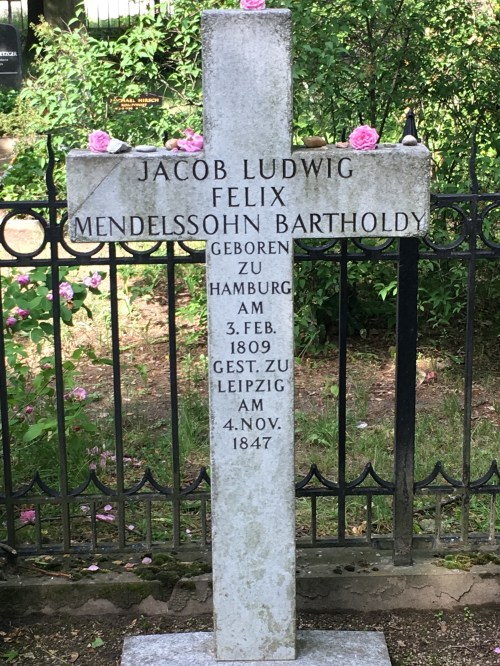 JACOB LUDWIG
FELIX
MENDELSSOHN BARTHOLDY
GEBOREN
ZU
HAMBURG
AM
3. FEB.
1809
GEST. ZU
LEIPZIG
AM
4. NOV.
1847